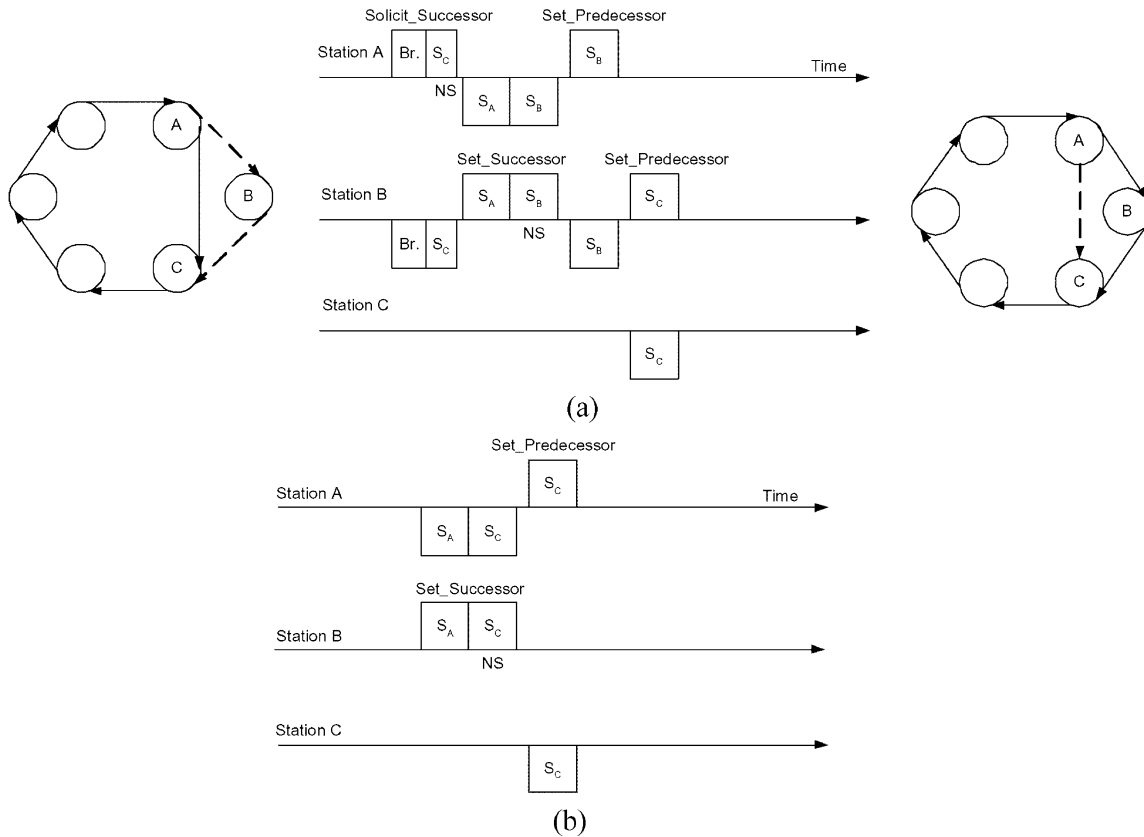 Solicit_Successor
Set_Predecessor
Station A
Br.
S_C
S_B
Time
NS
S_A
S_B
A
B
C
Set_Successor
Set_Predecessor
Station B
S_A
S_B
S_C
NS
Br.
S_C
S_B
Station C
S_C
A
B
C
(a)
Set_Predecessor
Station A
S_C
Time
S_A
S_C
Set_Successor
Station B
S_A
S_C
NS
Station C
S_C
(b)